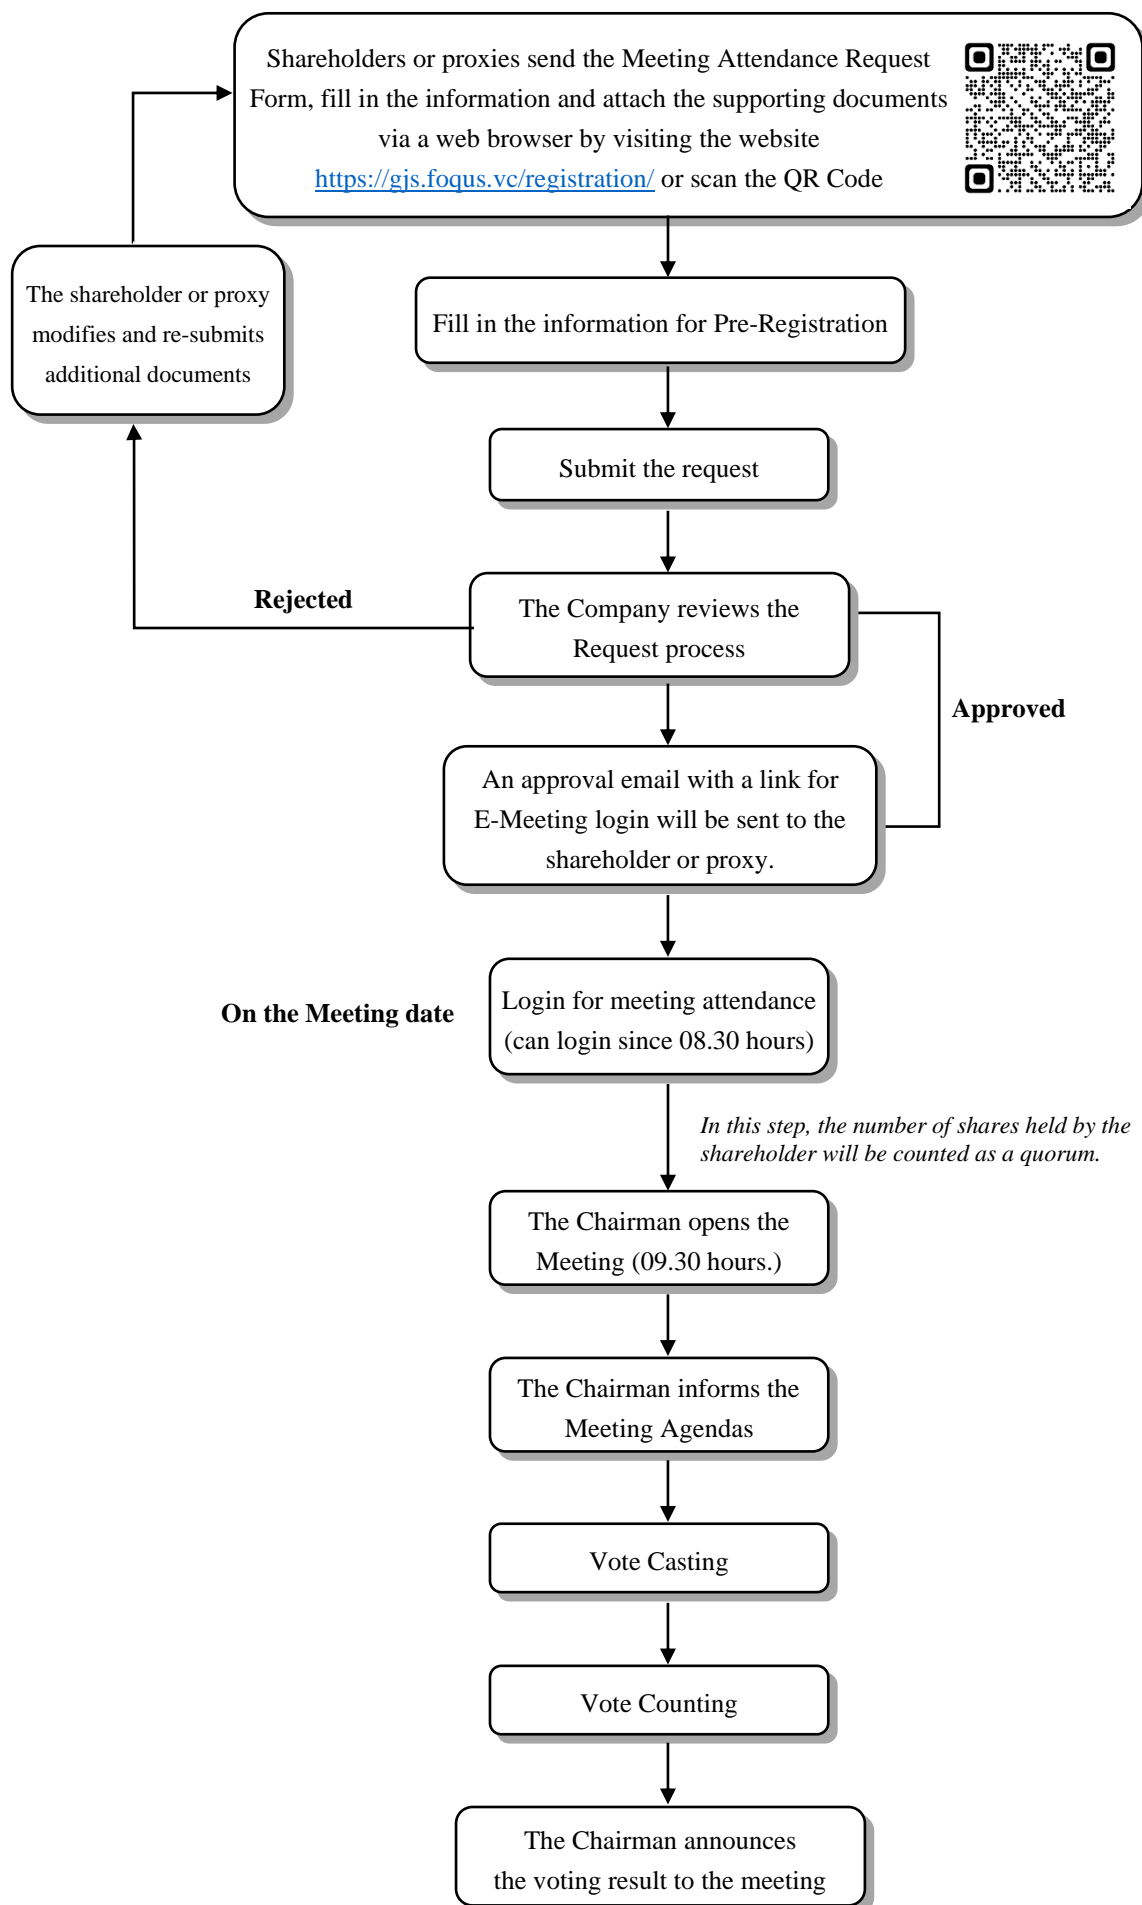 Shareholders or proxies send the Meeting Attendance Request
Form, fill in the information and attach the supporting documents
via a web browser by visiting the website
https://gjs.foqus.vc/registration/ or scan the QR Code
The shareholder or proxy
modifies and re-submits
additional documents
Fill in the information for Pre-Registration
Submit the request
Rejected
The Company reviews the
Request process
Approved
An approval email with a link for
E-Meeting login will be sent to the
shareholder or proxy.
On the Meeting date
Login for meeting attendance
(can login since 08.30 hours)
In this step, the number of shares held by the
shareholder will be counted as a quorum.
The Chairman opens the
Meeting (09.30 hours.)
The Chairman informs the
Meeting Agendas
Vote Casting
Vote Counting
The Chairman announces
the voting result to the meeting